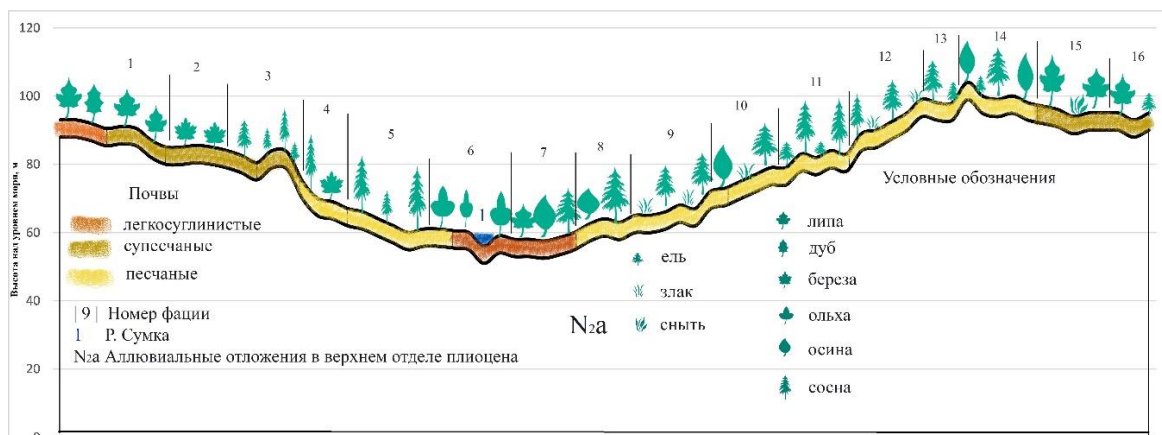 120
100
80
60
40
20
0
Высота над уровнем моря, м
1 2 3 4 5 6 7 8 9 10 11 12 13 14 15 16
1
Почвы
легкосуглинистые
супесчаные
песчаные
| 9 | Номер фации
1 Р. Сумка
N2a Аллювиальные отложения в верхнем отделе плиоцена
N2a
ель
злак
сныть
Условные обозначения
липа
дуб
береза
ольха
осина
сосна